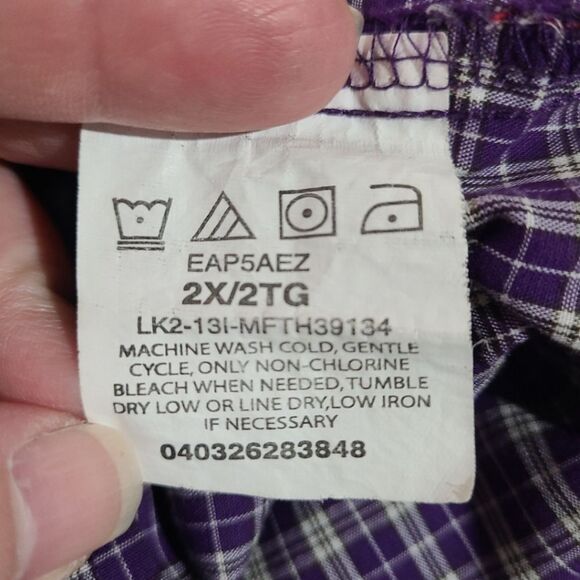 EAP5AEZ
2X/2TG
LK2-13I-MFTH39134
MACHINE WASH COLD, GENTLE
CYCLE, ONLY NON-CHLORINE
BLEACH WHEN NEEDED, TUMBLE
DRY LOW OR LINE DRY,LOW IRON
IF NECESSARY
040326283848